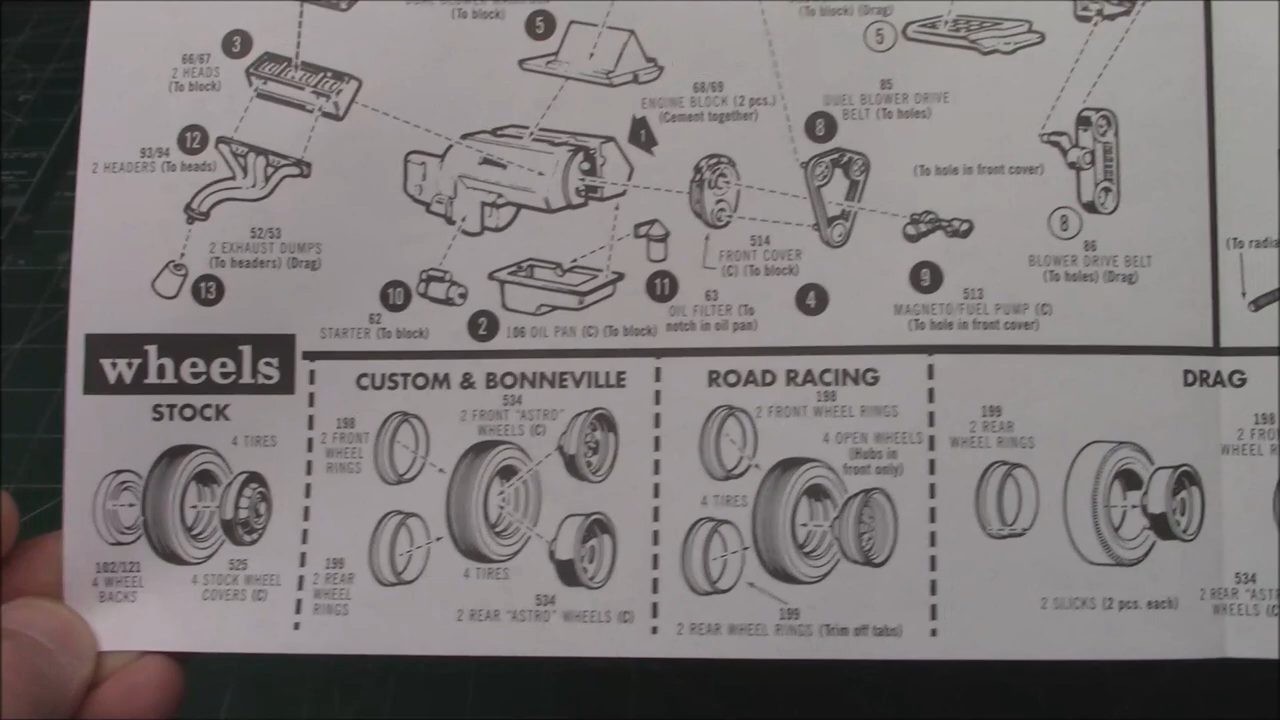 (To block)
5
(To block) (Drag)
5
3
66/67
2 HEADS
(To block)
68/69
ENGINE BLOCK (2 pcs.)
(Cement together)
1
85
DUEL BLOWER DRIVE
BELT (To holes)
8
12
93/94
2 HEADERS (To heads)
(To hole in front cover)
8
52/53
2 EXHAUST DUMPS
(To headers) (Drag)
13
514
FRONT COVER
(C) (To block)
86
BLOWER DRIVE BELT
(To holes) (Drag)
(To radia
10
62
STARTER (To block)
2
106 OIL PAN (C) (To block)
11
63
OIL FILTER (To
notch in oil pan)
4
9
513
MAGNETO/FUEL PUMP (C)
(To hole in front cover)
wheels
STOCK
4 TIRES
102/121
4 WHEEL
BACKS
525
4 STOCK WHEEL
COVERS (C)
CUSTOM & BONNEVILLE
534
2 FRONT "ASTRO"
WHEELS (C)
198
2 FRONT
WHEEL
RINGS
199
2 REAR
WHEEL
RINGS
4 TIRES
534
2 REAR "ASTRO" WHEELS (C)
ROAD RACING
198
2 FRONT WHEEL RINGS
4 OPEN WHEELS
(Hubs in
front only)
4 TIRES
199
2 REAR WHEEL RINGS (Trim off tabs)
DRAG
199
2 REAR
WHEEL RINGS
198
2 FRO
WHEEL R
2 SLICKS (2 pcs. each)
534
2 REAR "AST
WHEELS (C